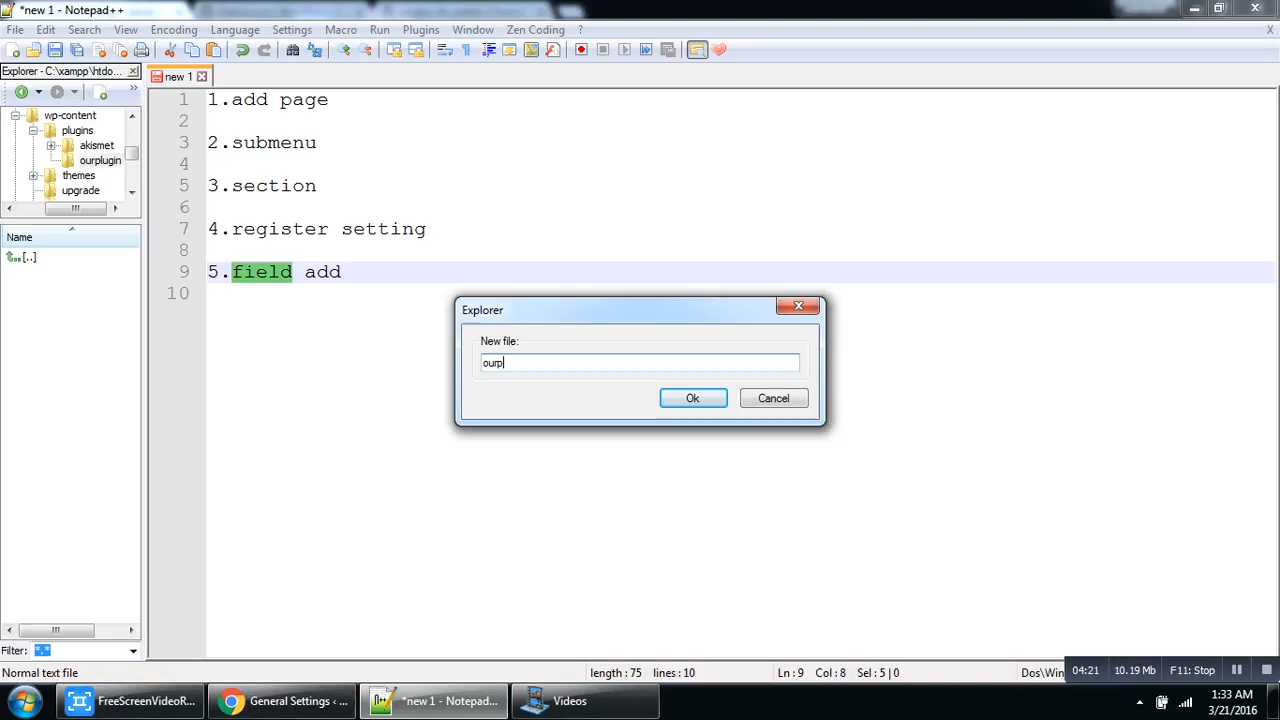 *new 1 - Notepad++
File Edit Search View Encoding Language Settings Macro Run Plugins Window Zen Coding ? X
Explorer - C:\xampp\htdo...
new 1
wp-content
plugins
akismet
ourplugin
themes
upgrade
Name
[..]
1 1.add page
2
3 2.submenu
4
5 3.section
6
7 4.register setting
8
9 5.field add
10
Explorer
New file:
ourp
Ok Cancel
Filter: *.*
Normal text file length : 75 lines : 10 Ln : 9 Col : 8 Sel : 5 | 0 Dos\Win
04:21 10.19 Mb F11: Stop
FreeScreenVideoR... General Settings ‹ ... *new 1 - Notepad... Videos
1:33 AM
3/21/2016